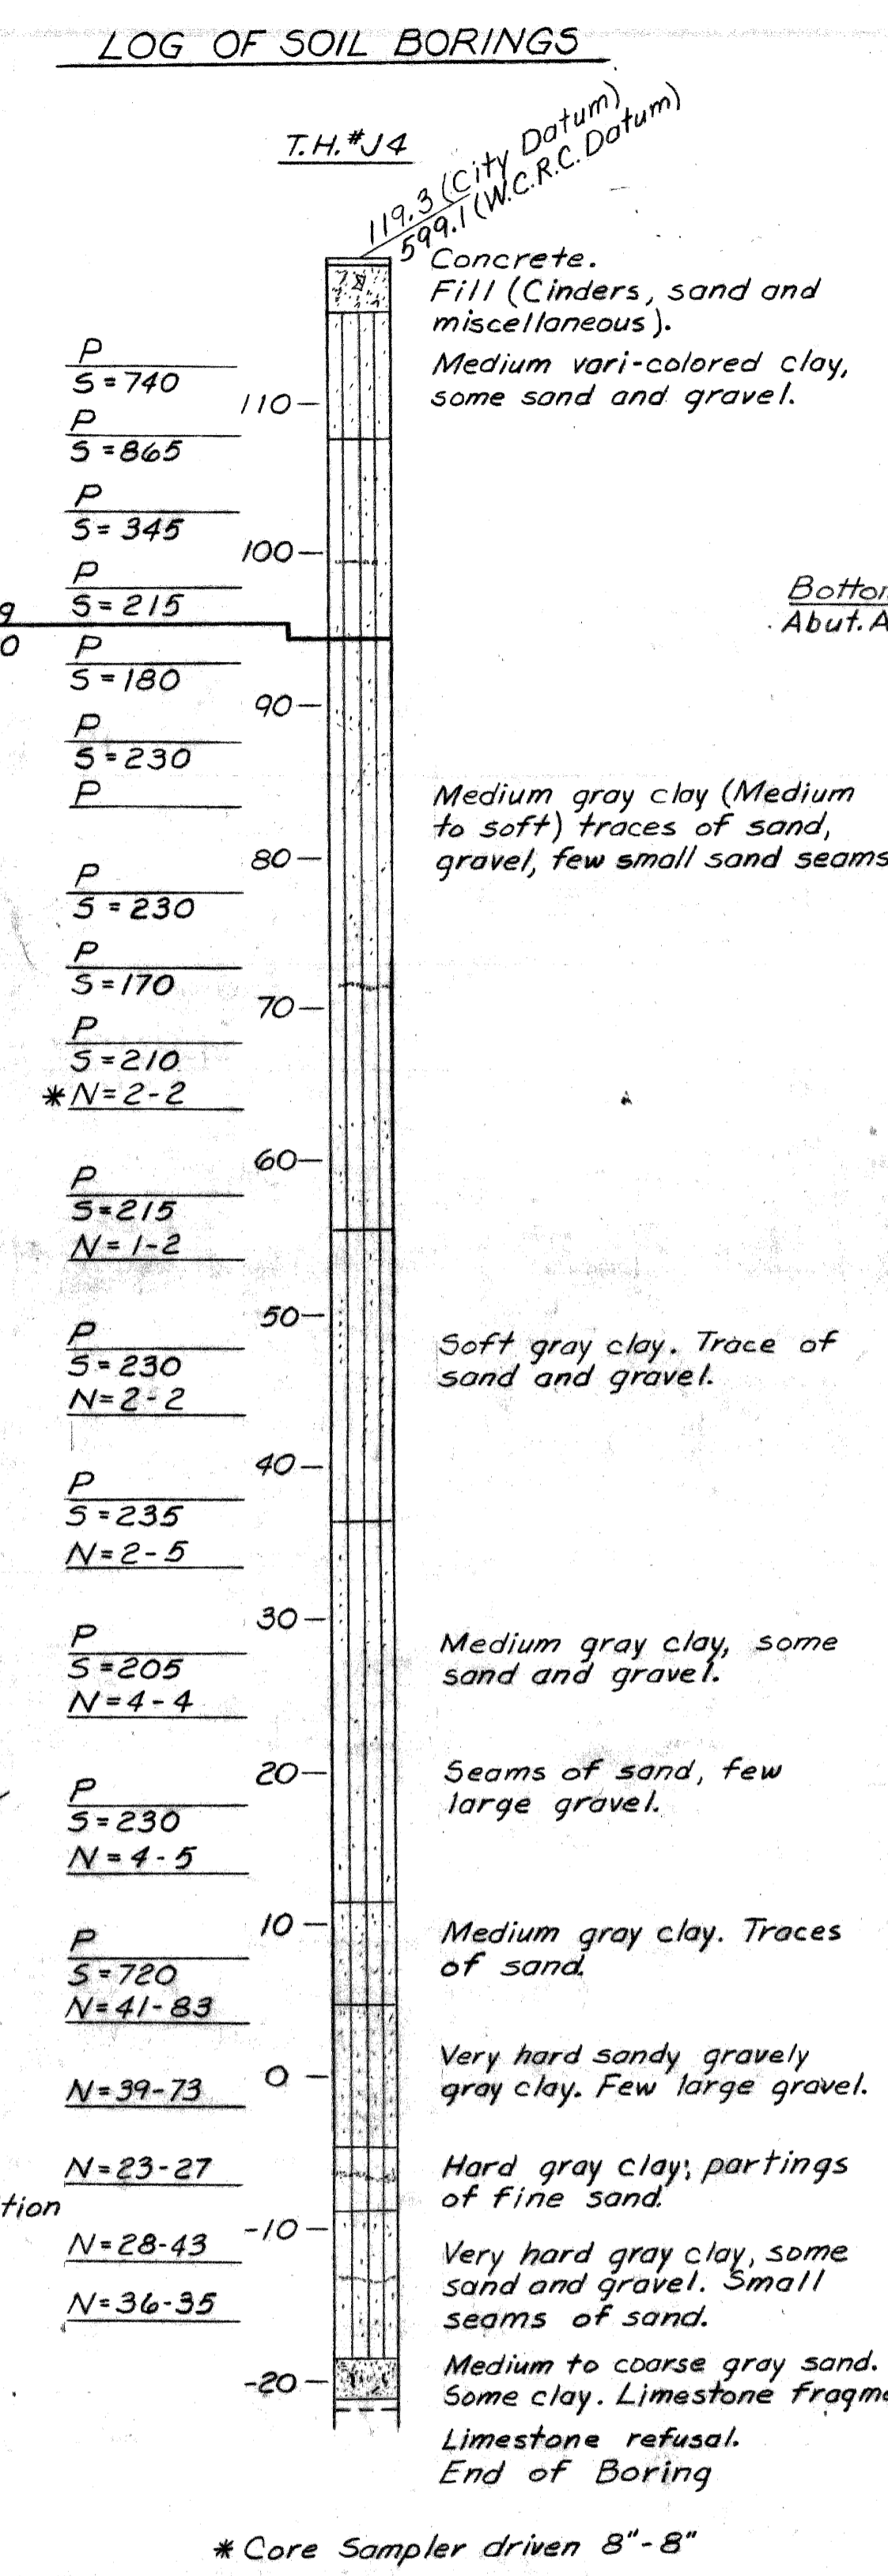 LOG OF SOIL BORINGS
T.H.#J4
119.3 (City Datum)
599.1 (W.C.R.C. Datum)
Concrete.
Fill (Cinders, sand and
miscellaneous).
P
S=740
Medium vari-colored clay,
some sand and gravel.
110
P
S=865
P
S=345
100
P
S=215
Botto
Abut. A
9
0
P
S=180
90
P
S=230
P
Medium gray clay (Medium
to soft) traces of sand,
gravel, few small sand seams
80
P
S=230
P
S=170
70
P
S=210
*N=2-2
60
P
S=215
N=1-2
50
P
S=230
N=2-2
Soft gray clay. Trace of
sand and gravel.
40
P
S=235
N=2-5
30
P
S=205
N=4-4
Medium gray clay, some
sand and gravel.
20
Seams of sand, few
large gravel.
P
S=230
N=4-5
10
Medium gray clay. Traces
of sand.
P
S=720
N=41-83
Very hard sandy gravely
gray clay. Few large gravel.
0
N=39-73
N=23-27
Hard gray clay; partings
of fine sand.
tion
-10
N=28-43
Very hard gray clay, some
sand and gravel. Small
seams of sand.
N=36-35
-20
Medium to coarse gray sand.
Some clay. Limestone fragm
Limestone refusal.
End of Boring
* Core Sampler driven 8"-8"